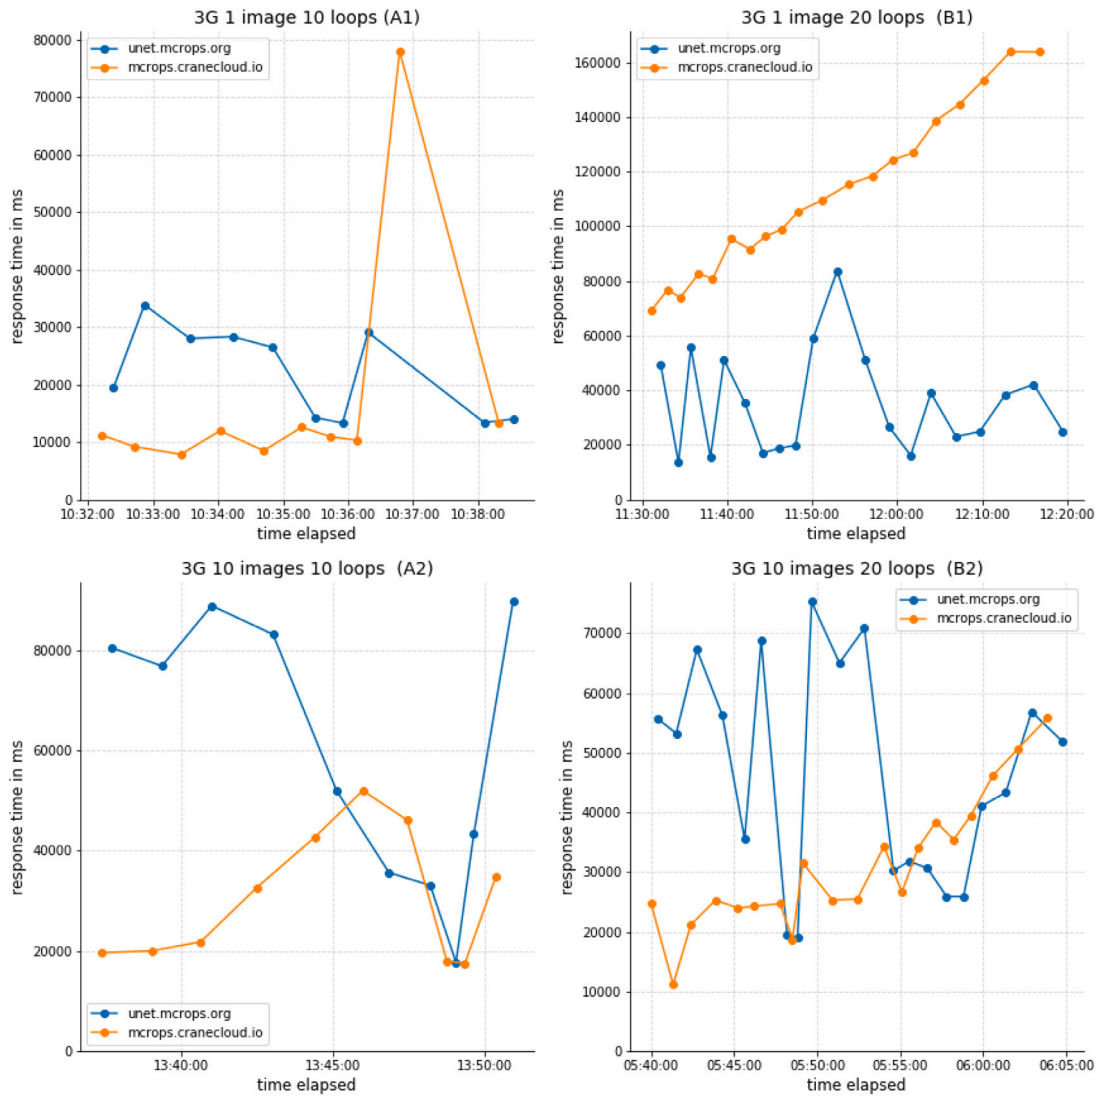 3G 1 image 10 loops (A1)
unet.mcrops.org
mcrops.cranecloud.io
response time in ms
80000
70000
60000
50000
40000
30000
20000
10000
0
10:32:00 10:33:00 10:34:00 10:35:00 10:36:00 10:37:00 10:38:00
time elapsed
3G 1 image 20 loops (B1)
unet.mcrops.org
mcrops.cranecloud.io
response time in ms
160000
140000
120000
100000
80000
60000
40000
20000
0
11:30:00 11:40:00 11:50:00 12:00:00 12:10:00 12:20:00
time elapsed
3G 10 images 10 loops (A2)
response time in ms
80000
60000
40000
20000
0
unet.mcrops.org
mcrops.cranecloud.io
13:40:00 13:45:00 13:50:00
time elapsed
3G 10 images 20 loops (B2)
unet.mcrops.org
mcrops.cranecloud.io
response time in ms
70000
60000
50000
40000
30000
20000
10000
0
05:40:00 05:45:00 05:50:00 05:55:00 06:00:00 06:05:00
time elapsed